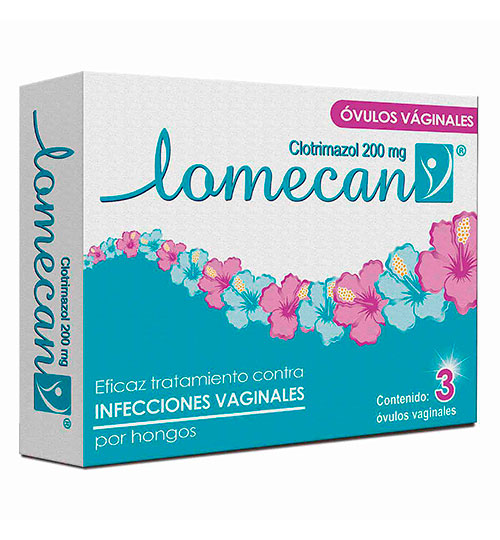 ÓVULOS VÁGINALES
Clotrimazol 200 mg
lomecan V ®
Eficaz tratamiento contra
INFECCIONES VAGINALES
por hongos
Contenido: 3
óvulos vaginales
lomecan V ®
Clotrimazol 200 mg